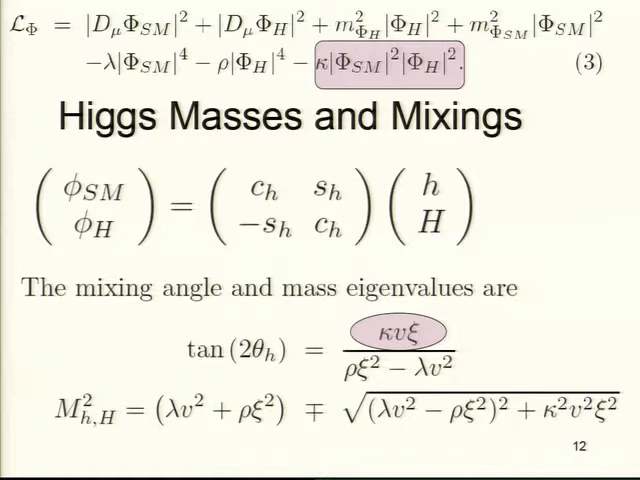 ℒ_Φ = |D_μΦ_SM|² + |D_μΦ_H|² + m²_{Φ_H}|Φ_H|² + m²_{Φ_SM}|Φ_SM|²
−λ|Φ_SM|⁴ − ρ|Φ_H|⁴ − κ|Φ_SM|²|Φ_H|². (3)
Higgs Masses and Mixings
( φ_SM ) = ( c_h s_h ) ( h )
( φ_H ) ( −s_h c_h ) ( H )
The mixing angle and mass eigenvalues are
κvξ
tan (2θ_h) =
ρξ² − λv²
M²_{h,H} = (λv² + ρξ²) ∓ √((λv² − ρξ²)² + κ²v²ξ²)
12